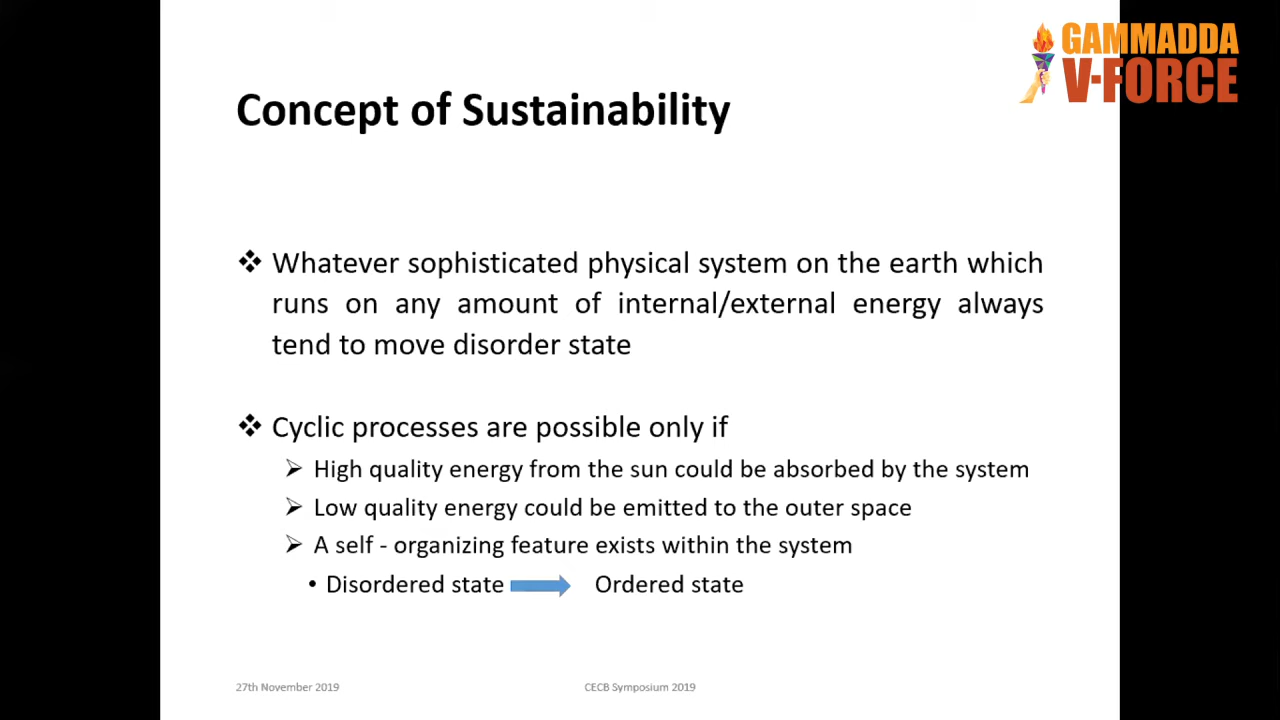 GAMMADDA
V-FORCE
Concept of Sustainability
❖ Whatever sophisticated physical system on the earth which
runs on any amount of internal/external energy always
tend to move disorder state
❖ Cyclic processes are possible only if
➢ High quality energy from the sun could be absorbed by the system
➢ Low quality energy could be emitted to the outer space
➢ A self - organizing feature exists within the system
• Disordered state Ordered state
27th November 2019
CECB Symposium 2019